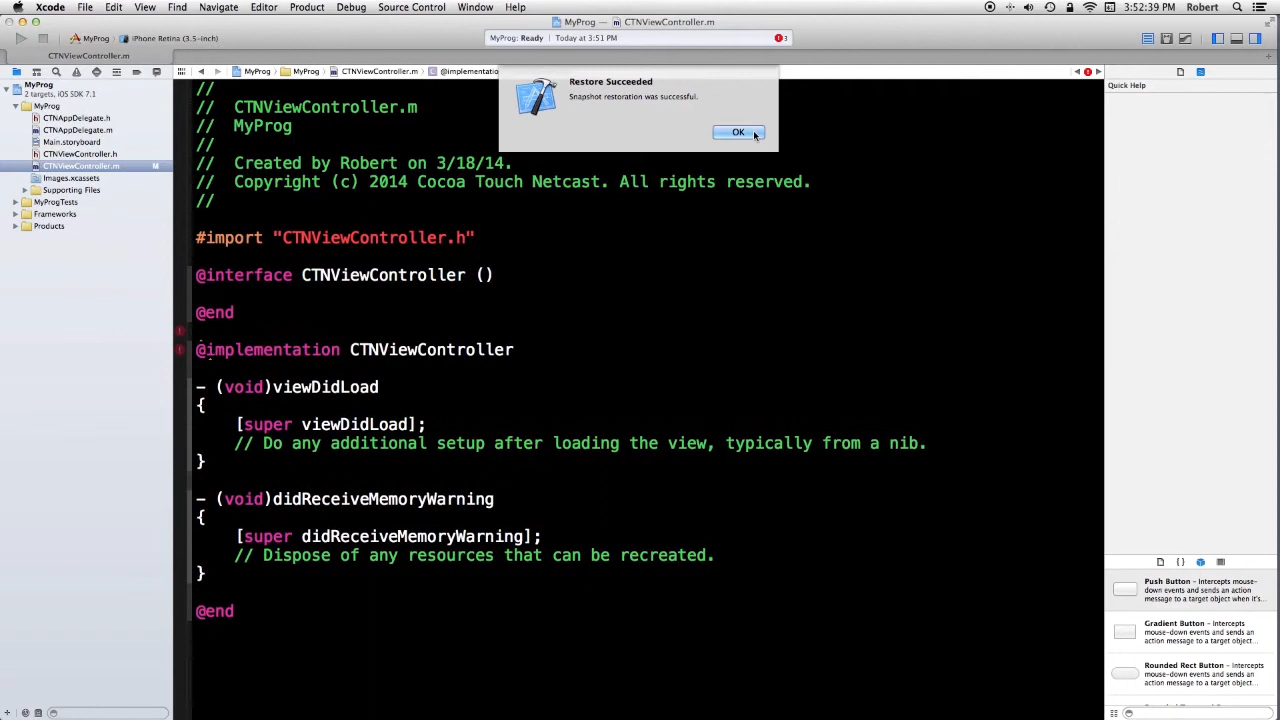 Xcode File Edit View Find Navigate Editor Product Debug Source Control Window Help 3:52:39 PM Robert
MyProg — CTNViewController.m
MyProg iPhone Retina (3.5-inch)
MyProg: Ready Today at 3:51 PM 3
CTNViewController.m
MyProg MyProg CTNViewController.m @implementatio
Quick Help
MyProg
2 targets, iOS SDK 7.1
MyProg
CTNAppDelegate.h
CTNAppDelegate.m
Main.storyboard
CTNViewController.h
CTNViewController.m M
Images.xcassets
Supporting Files
MyProgTests
Frameworks
Products
Restore Succeeded
Snapshot restoration was successful.
OK
//
// CTNViewController.m
// MyProg
//
// Created by Robert on 3/18/14.
// Copyright (c) 2014 Cocoa Touch Netcast. All rights reserved.
//
#import "CTNViewController.h"
@interface CTNViewController ()
@end
@implementation CTNViewController
- (void)viewDidLoad
{
[super viewDidLoad];
// Do any additional setup after loading the view, typically from a nib.
}
- (void)didReceiveMemoryWarning
{
[super didReceiveMemoryWarning];
// Dispose of any resources that can be recreated.
}
@end
Push Button - Intercepts mouse-
down events and sends an action
message to a target object when it's...
Gradient Button - Intercepts
mouse-down events and sends an
action message to a target object...
Rounded Rect Button - Intercepts
mouse-down events and sends an
action message to a target object...